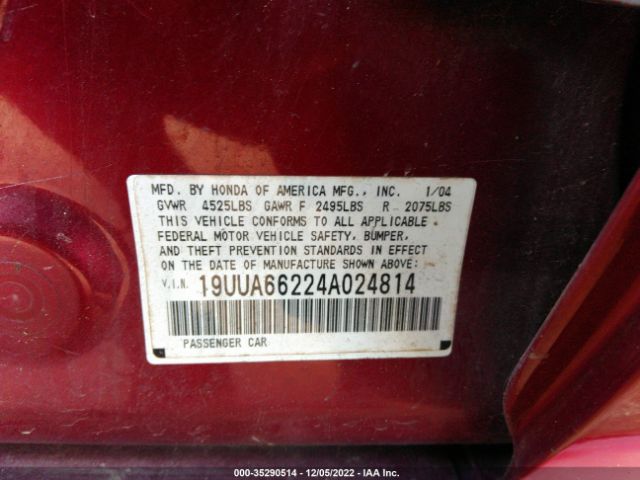 MFD. BY HONDA OF AMERICA MFG., INC. 1/04
GVWR 4525LBS GAWR F 2495LBS R 2075LBS
THIS VEHICLE CONFORMS TO ALL APPLICABLE
FEDERAL MOTOR VEHICLE SAFETY, BUMPER,
AND THEFT PREVENTION STANDARDS IN EFFECT
ON THE DATE OF MANUFACTURE SHOWN ABOVE:
V.I.N. 19UUA66224A024814
PASSENGER CAR
000-35290514 - 12/05/2022 - IAA Inc.